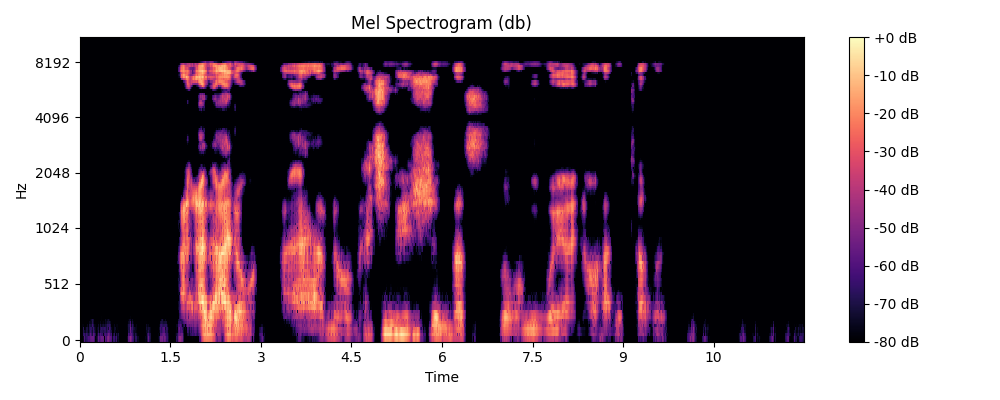 Mel Spectrogram (db)
8192
4096
2048
1024
512
0
Hz
0 1.5 3 4.5 6 7.5 9 10
Time
+0 dB
-10 dB
-20 dB
-30 dB
-40 dB
-50 dB
-60 dB
-70 dB
-80 dB